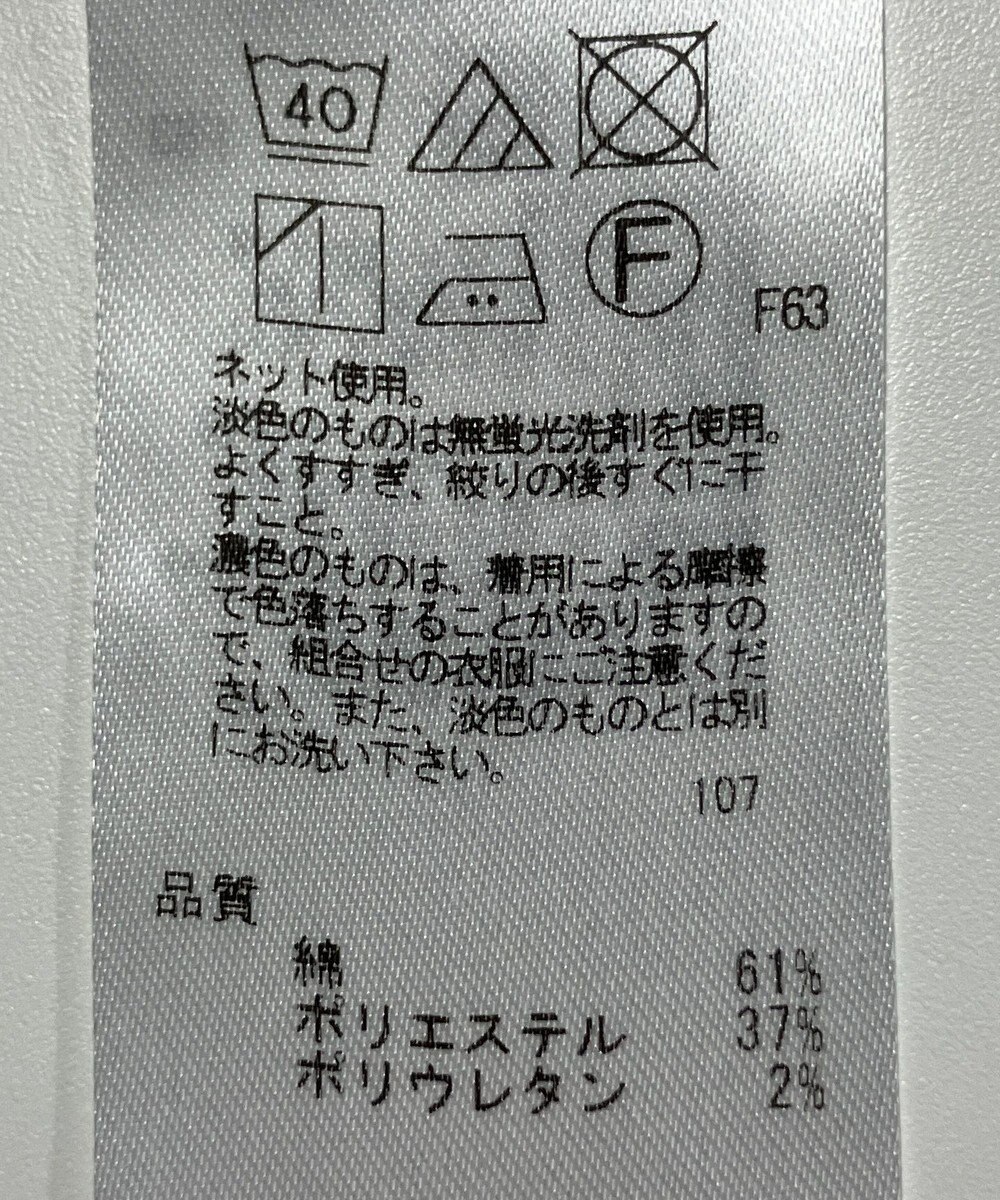 40
F
F63
ネット使用。
淡色のものは無蛍光洗剤を使用。
よくすすぎ、絞りの後すぐに干
すこと。
濃色のものは、着用による摩擦
で色落ちすることがありますの
で、組合せの衣服にご注意くだ
さい。また、淡色のものとは別
にお洗い下さい。
107
品質
綿 61%
ポリエステル 37%
ポリウレタン 2%